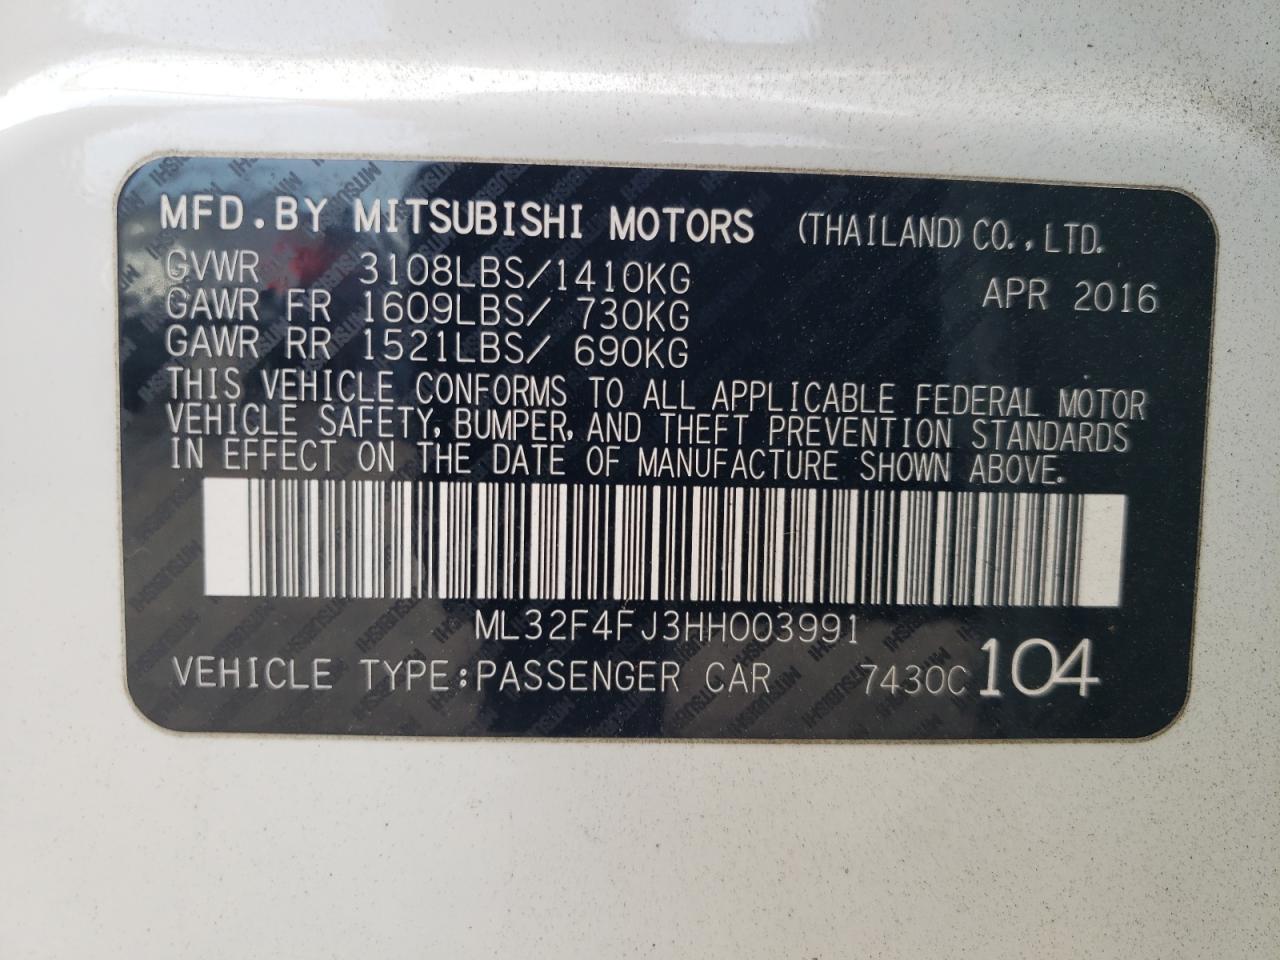 MFD.BY MITSUBISHI MOTORS (THAILAND) CO.,LTD.
GVWR 3108LBS/1410KG
APR 2016
GAWR FR 1609LBS/ 730KG
GAWR RR 1521LBS/ 690KG
THIS VEHICLE CONFORMS TO ALL APPLICABLE FEDERAL MOTOR
VEHICLE SAFETY, BUMPER, AND THEFT PREVENTION STANDARDS
IN EFFECT ON THE DATE OF MANUFACTURE SHOWN ABOVE.
ML32F4FJ3HH003991
VEHICLE TYPE:PASSENGER CAR 7430C 104